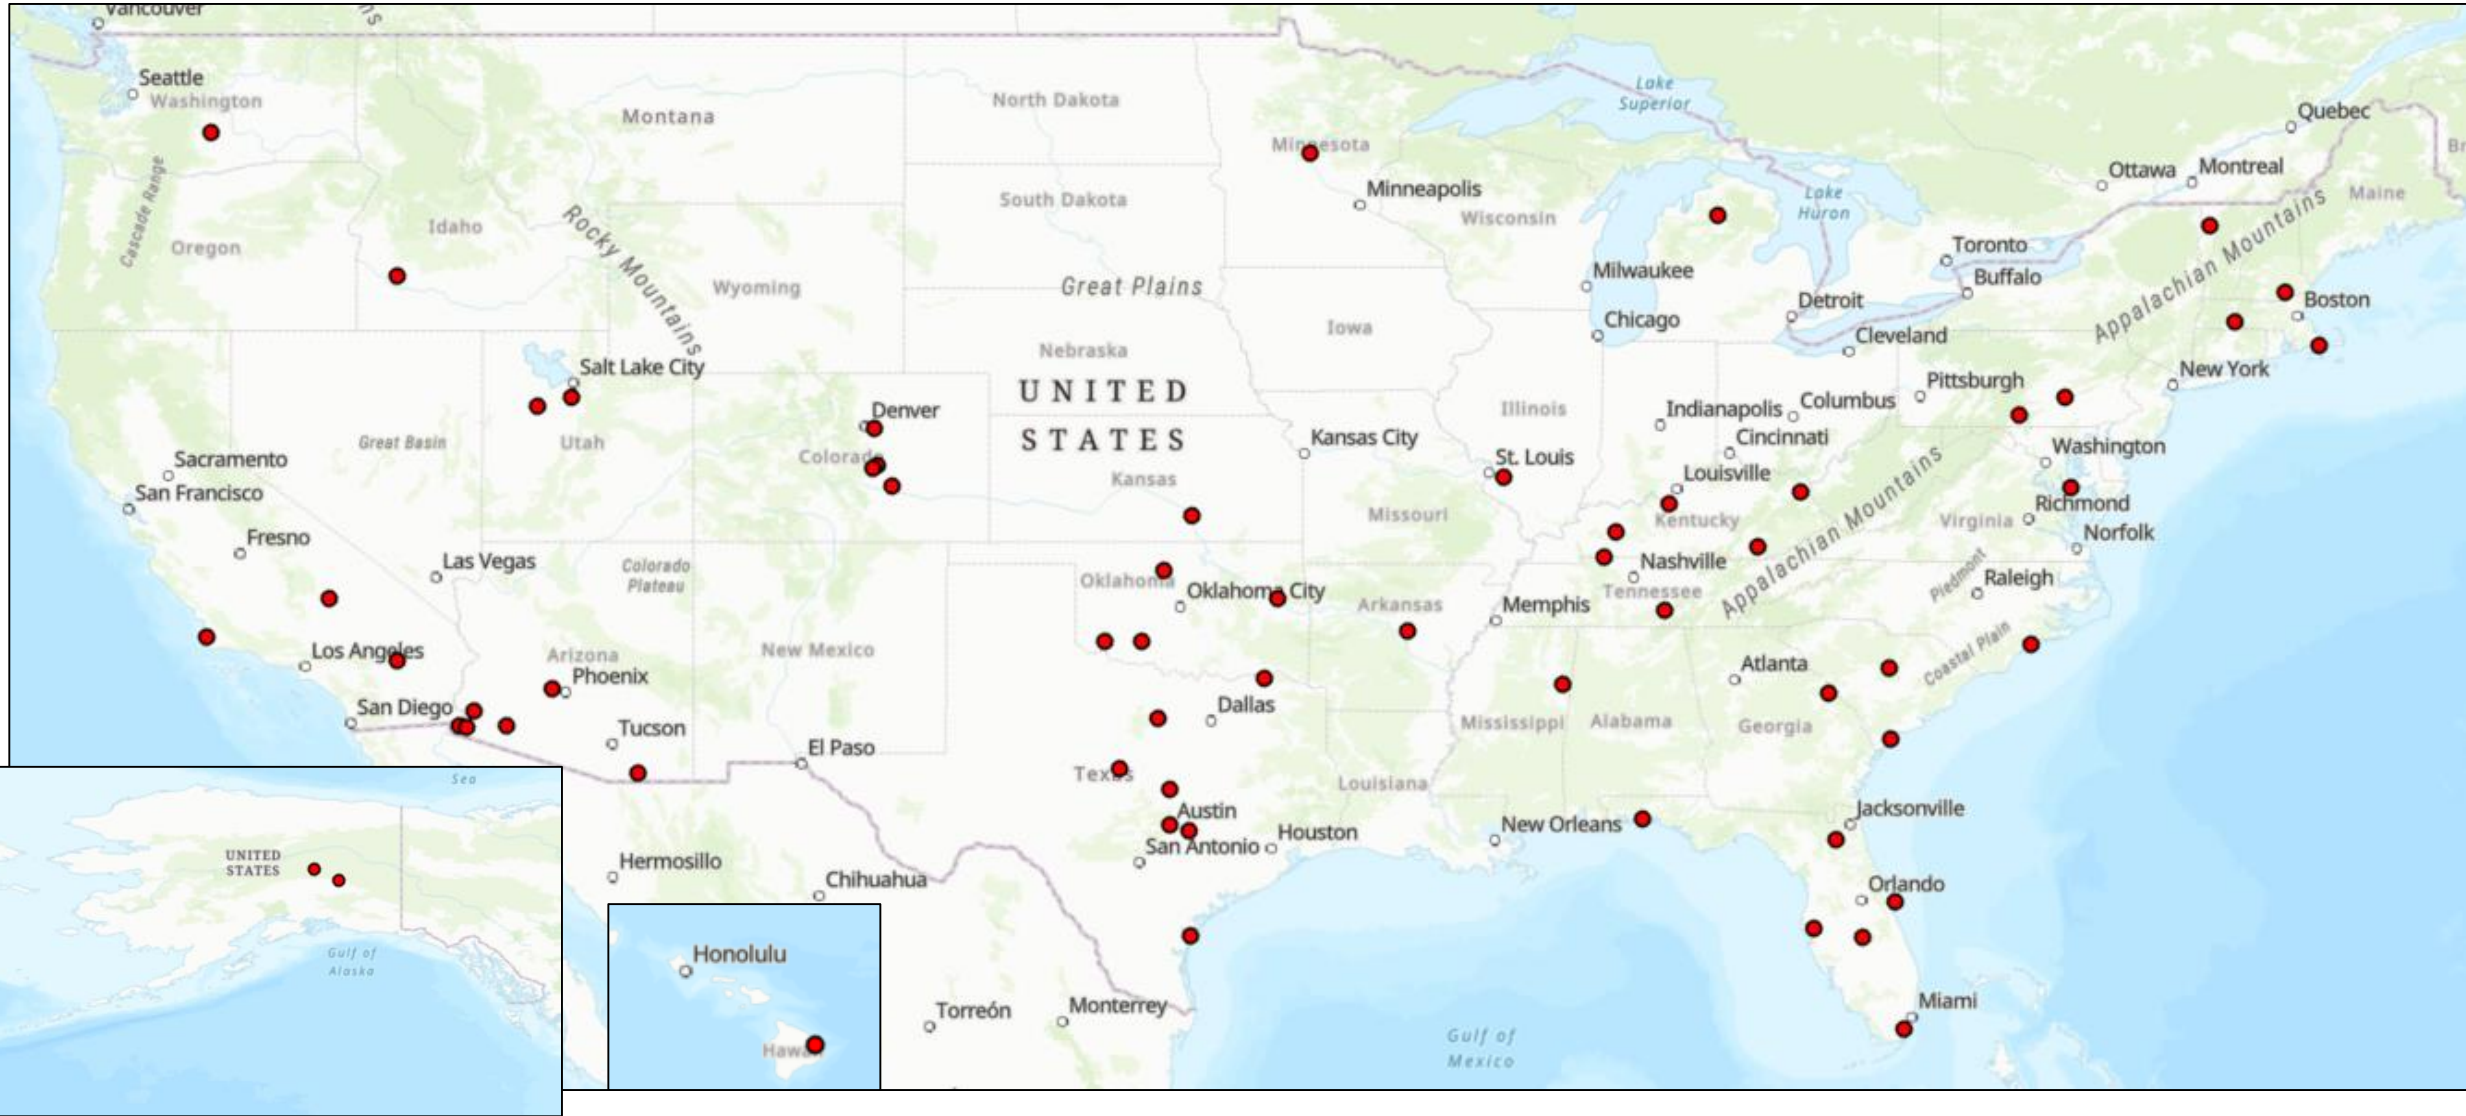 Vancouver
ns
Seattle
Washington
Cascade Range
Oregon
Idaho
Montana
Rocky Mountains
Wyoming
North Dakota
South Dakota
Great Plains
Nebraska
UNITED
STATES
Minnesota
Minneapolis
Wisconsin
Iowa
Lake
Superior
Lake
Huron
Milwaukee
Chicago
Detroit
Toronto
Buffalo
Cleveland
Ottawa
Montreal
Quebec
Maine
Br
Appalachian Mountains
Boston
New York
Pittsburgh
Salt Lake City
Great Basin
Utah
Denver
Colorado
Kansas
Kansas City
Illinois
St. Louis
Missouri
Indianapolis
Columbus
Cincinnati
Louisville
Kentucky
Washington
Richmond
Virginia
Norfolk
Appalachian Mountains
Piedmont
Raleigh
Coastal Plain
Sacramento
San Francisco
Fresno
Las Vegas
Colorado
Plateau
Oklahoma
Oklahoma City
Arkansas
Memphis
Nashville
Tennessee
Los Angeles
Arizona
Phoenix
New Mexico
San Diego
Tucson
El Paso
Dallas
Texas
Mississippi
Alabama
Atlanta
Georgia
Louisiana
Austin
San Antonio
Houston
New Orleans
Jacksonville
Orlando
Miami
Sea
Hermosillo
Chihuahua
Torreón
Monterrey
Gulf of
Mexico
UNITED
STATES
Gulf of
Alaska
Honolulu
Hawaii